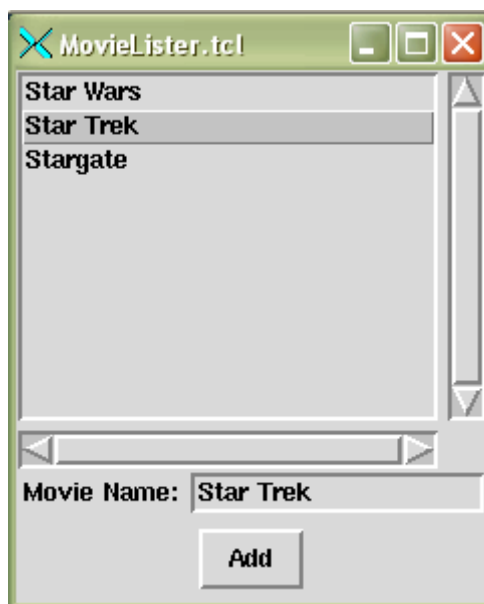 MovieLister.tcl
Star Wars
Star Trek
Stargate
Movie Name: Star Trek
Add